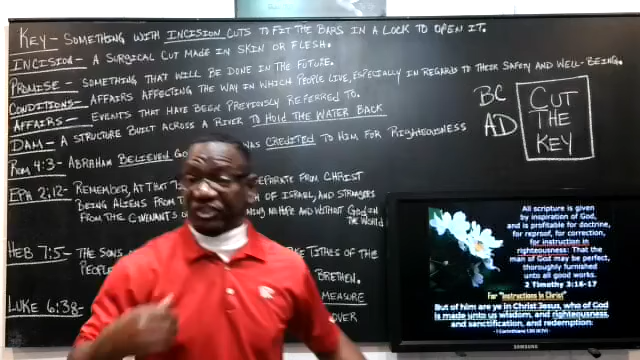 KEY - SOMETHING WITH INCISION CUTS TO FIT THE BARS IN A LOCK TO OPEN IT.
INCISION - A SURGICAL CUT MADE IN SKIN OR FLESH.
PROMISE - SOMETHING THAT WILL BE DONE IN THE FUTURE.
CONDITIONS - AFFAIRS AFFECTING THE WAY IN WHICH PEOPLE LIVE, ESPECIALLY IN REGARDS TO THEIR SAFETY AND WELL-BEING.
AFFAIRS - EVENTS THAT HAVE BEEN PREVIOUSLY REFERRED TO.
DAM - A STRUCTURE BUILT ACROSS A RIVER TO HOLD THE WATER BACK
ROM 4:3 - ABRAHAM BELIEVED WAS CREDITED TO HIM FOR RIGHTEOUSNESS
EPH 2:12 - REMEMBER, AT THAT SEPARATE FROM CHRIST
BEING ALIENS FROM OF ISRAEL, AND STRANGERS
FROM THE COVENANTS NO HOPE AND WITHOUT GOD IN THE WORLD
HEB 7:5 - THE SONS TITHES OF THE
PEOPLE BRETHEN.
LUKE 6:38 - MEASURE
OVER
BC
AD
CUT
THE
KEY
All scripture is given
by inspiration of God,
and is profitable for doctrine,
for reproof, for correction,
for instruction in
righteousness: That the
man of God may be perfect,
thoroughly furnished
unto all good works.
2 Timothy 3:16-17
For "Instructions in Christ"
But of him are ye in Christ Jesus, who of God
is made unto us wisdom, and righteousness,
and sanctification, and redemption:
SAMSUNG